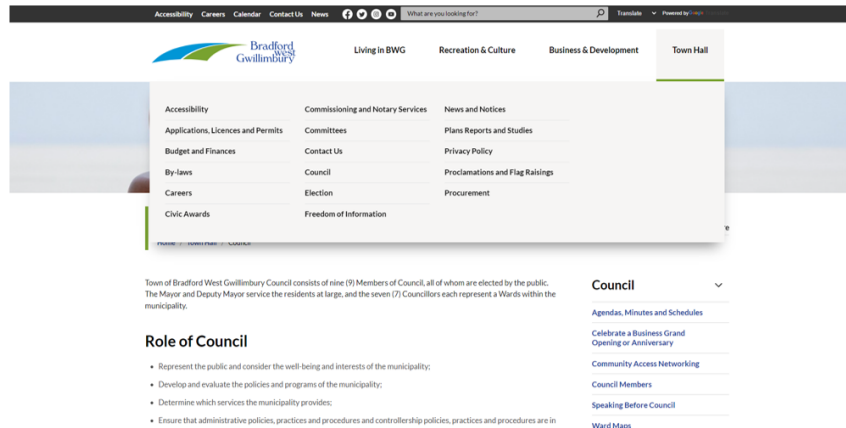 Accessibility Careers Calendar Contact Us News What are you looking for? Translate Powered by
Bradford
west
Gwillimbury
Living in BWG Recreation & Culture Business & Development Town Hall
Accessibility Commissioning and Notary Services News and Notices
Applications, Licences and Permits Committees Plans Reports and Studies
Budget and Finances Contact Us Privacy Policy
By-laws Council Proclamations and Flag Raisings
Careers Election Procurement
Civic Awards Freedom of Information
Home / Town Hall / Council
Town of Bradford West Gwillimbury Council consists of nine (9) Members of Council, all of whom are elected by the public.
The Mayor and Deputy Mayor service the residents at large, and the seven (7) Councillors each represent a Wards within the
municipality.
Council
Agendas, Minutes and Schedules
Celebrate a Business Grand
Opening or Anniversary
Community Access Networking
Council Members
Speaking Before Council
Ward Maps
Role of Council
• Represent the public and consider the well-being and interests of the municipality;
• Develop and evaluate the policies and programs of the municipality;
• Determine which services the municipality provides;
• Ensure that administrative policies, practices and procedures and controllership policies, practices and procedures are in